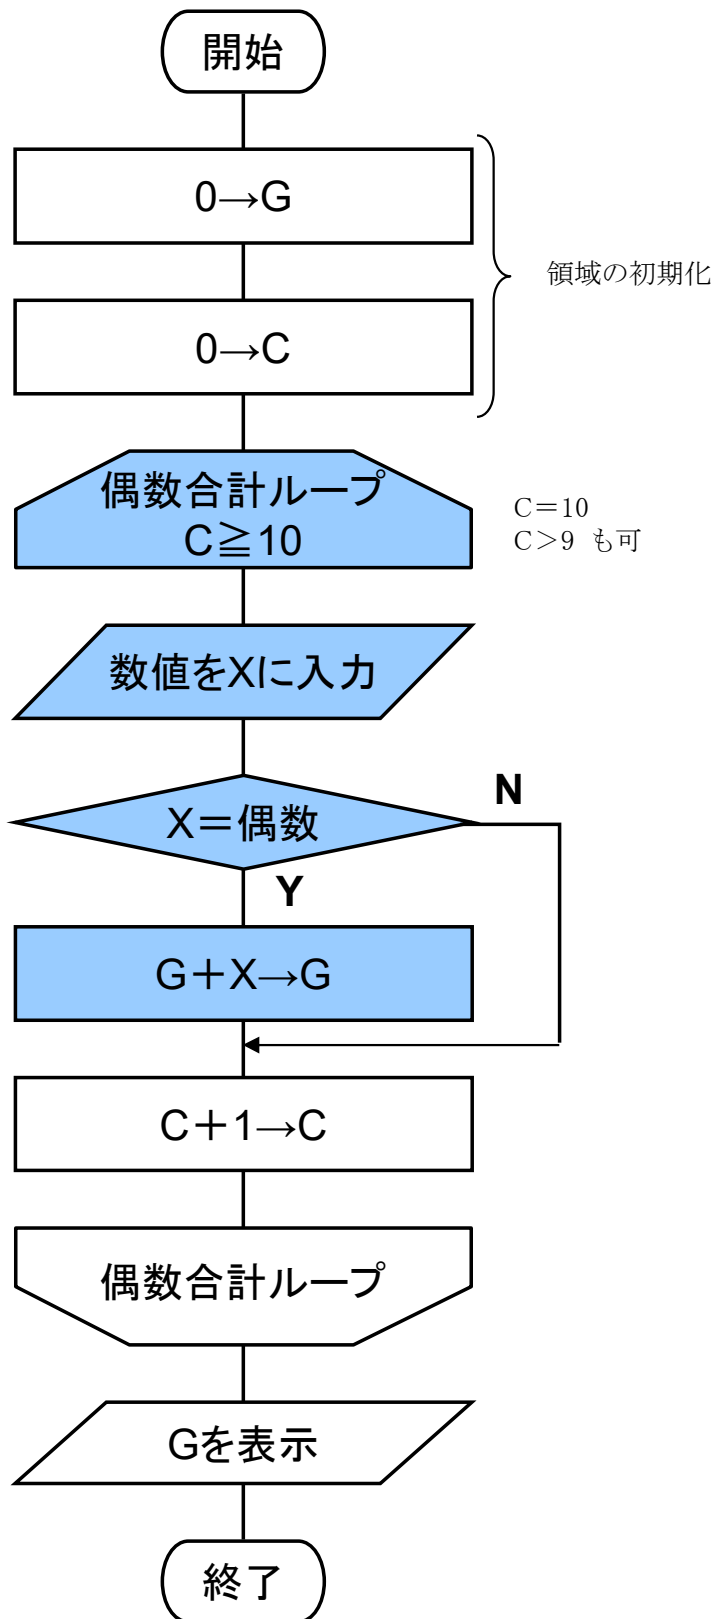 開始
0→G
0→C
領域の初期化
偶数合計ループ
C≧10
C＝10
C＞9 も可
数値をXに入力
X＝偶数
N
Y
G＋X→G
C＋1→C
偶数合計ループ
Gを表示
終了